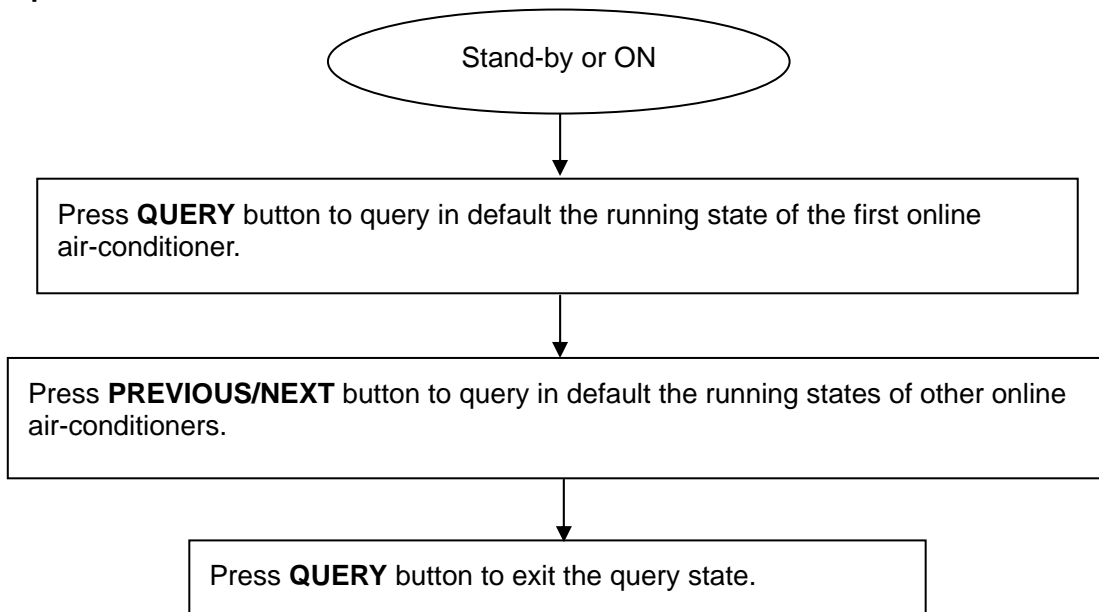 Stand-by or ON
Press QUERY button to query in default the running state of the first online
air-conditioner.
Press PREVIOUS/NEXT button to query in default the running states of other online
air-conditioners.
Press QUERY button to exit the query state.